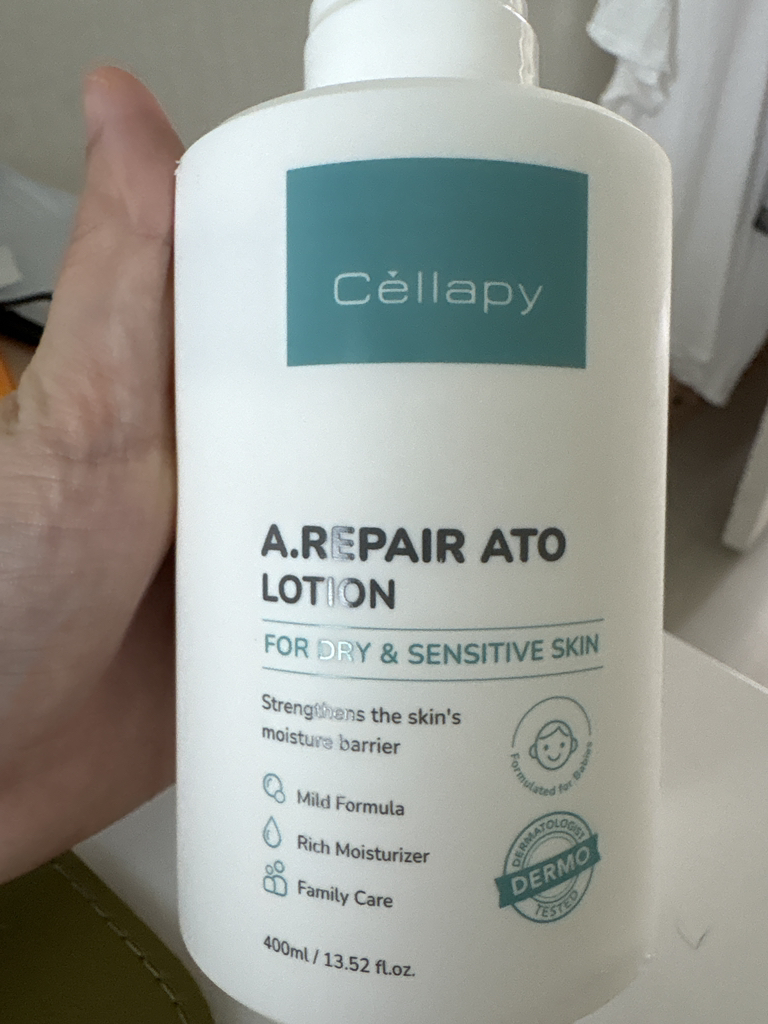 Cěllapy
A.REPAIR ATO
LOTION
FOR DRY & SENSITIVE SKIN
Strengthens the skin's
moisture barrier
Formulated for Babies
Mild Formula
Rich Moisturizer
Family Care
DERMATOLOGIST
DERMO
TESTED
400ml / 13.52 fl.oz.